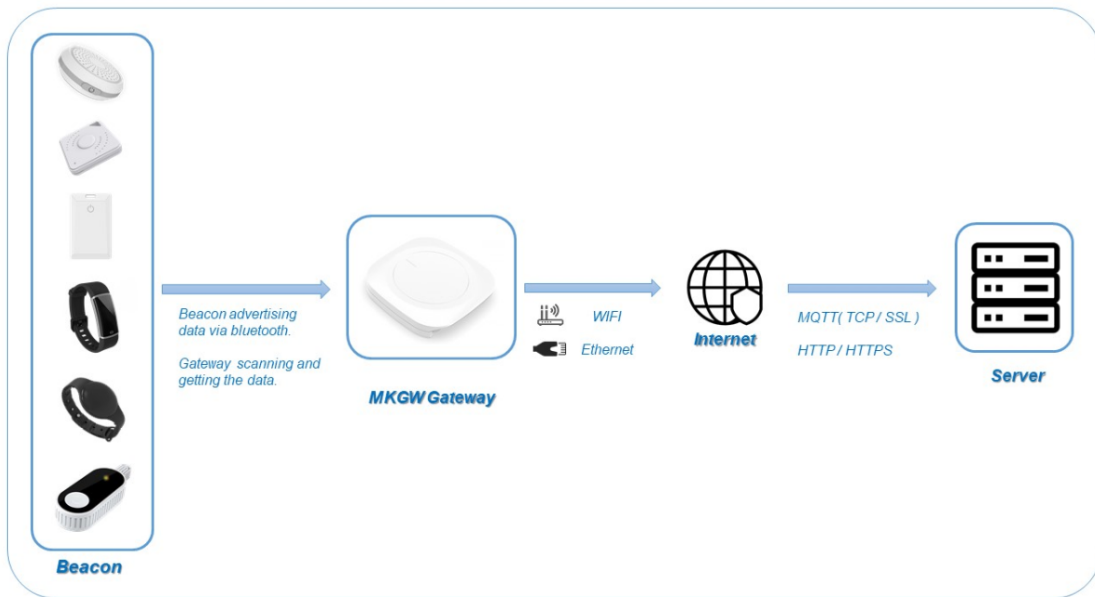 Beacon advertising
data via bluetooth.
Gateway scanning and
getting the data.
WIFI
Ethernet
MQTT( TCP / SSL )
HTTP / HTTPS
Internet
Server
MKGW Gateway
Beacon